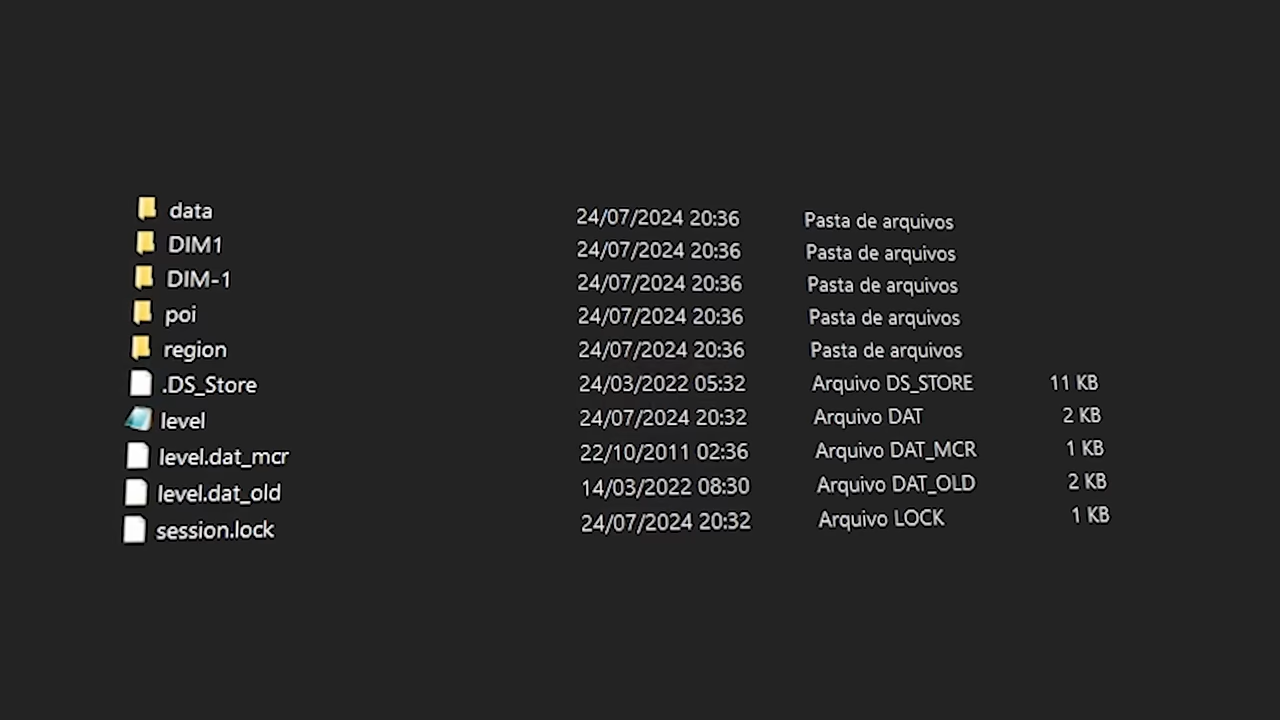 data 24/07/2024 20:36 Pasta de arquivos
DIM1 24/07/2024 20:36 Pasta de arquivos
DIM-1 24/07/2024 20:36 Pasta de arquivos
poi 24/07/2024 20:36 Pasta de arquivos
region 24/07/2024 20:36 Pasta de arquivos
.DS_Store 24/03/2022 05:32 Arquivo DS_STORE 11 KB
level 24/07/2024 20:32 Arquivo DAT 2 KB
level.dat_mcr 22/10/2011 02:36 Arquivo DAT_MCR 1 KB
level.dat_old 14/03/2022 08:30 Arquivo DAT_OLD 2 KB
session.lock 24/07/2024 20:32 Arquivo LOCK 1 KB